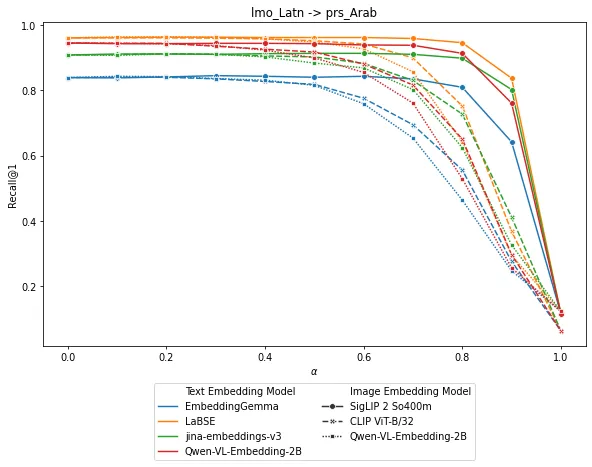 lmo_Latn -> prs_Arab
1.0
0.8
0.6
0.4
0.2
Recall@1
0.0 0.2 0.4 0.6 0.8 1.0
α
Text Embedding Model Image Embedding Model
EmbeddingGemma SigLIP 2 So400m
LaBSE CLIP ViT-B/32
jina-embeddings-v3 Qwen-VL-Embedding-2B
Qwen-VL-Embedding-2B